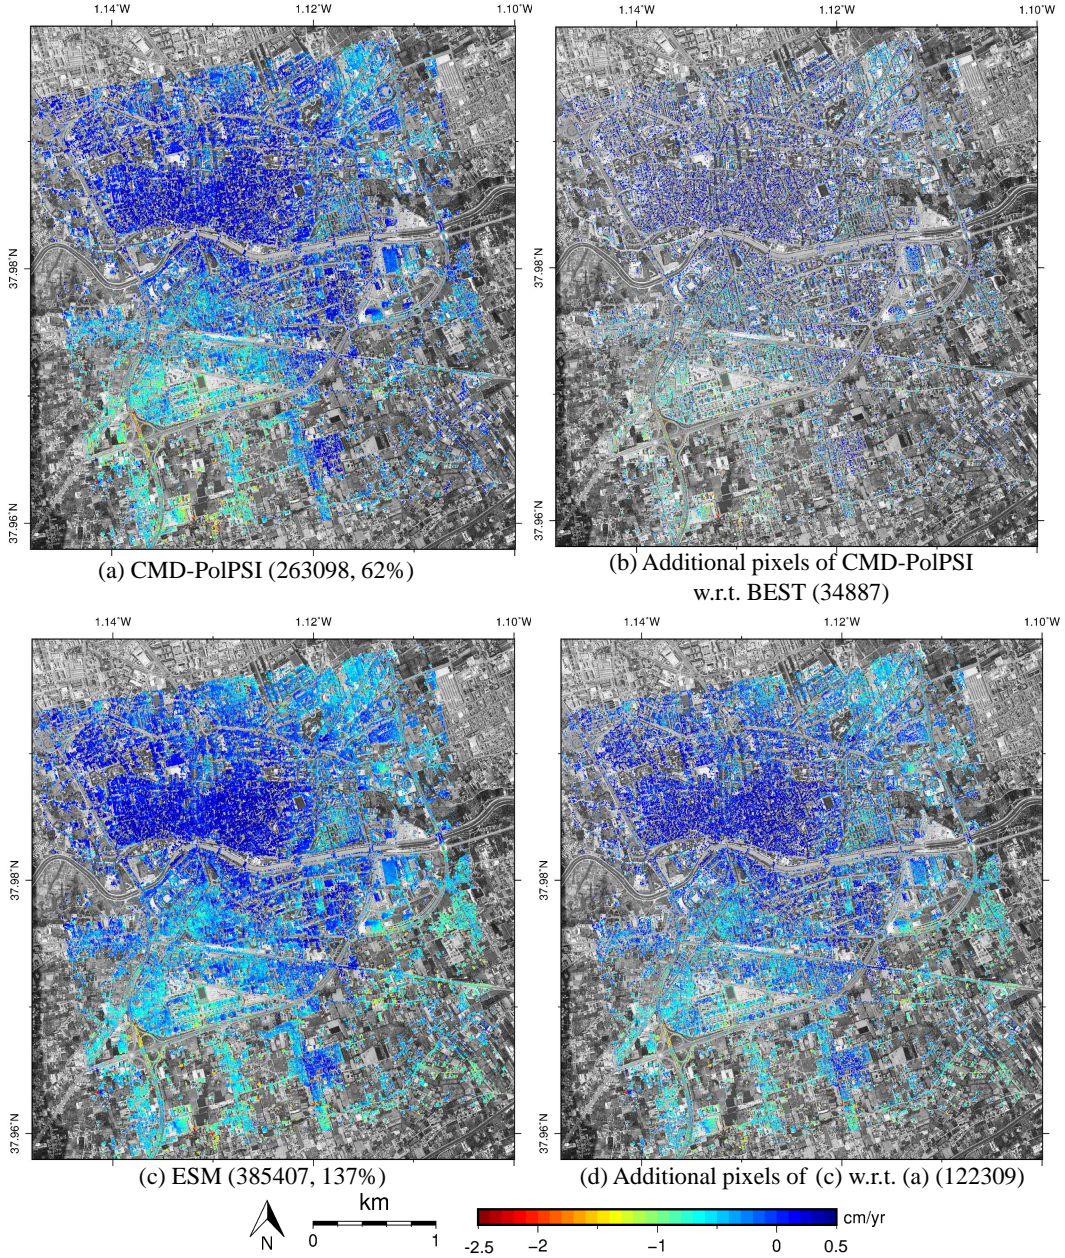 1.14˚W 1.12˚W 1.10˚W
1.14˚W 1.12˚W 1.10˚W
37.98˚N
37.96˚N
37.98˚N
37.96˚N
(a) CMD-PolPSI (263098, 62%)
(b) Additional pixels of CMD-PolPSI
w.r.t. BEST (34887)
1.14˚W 1.12˚W 1.10˚W
1.14˚W 1.12˚W 1.10˚W
37.98˚N
37.96˚N
37.98˚N
37.96˚N
(c) ESM (385407, 137%)
(d) Additional pixels of (c) w.r.t. (a) (122309)
N
km
0 1
cm/yr
-2.5 −2 −1 0 0.5